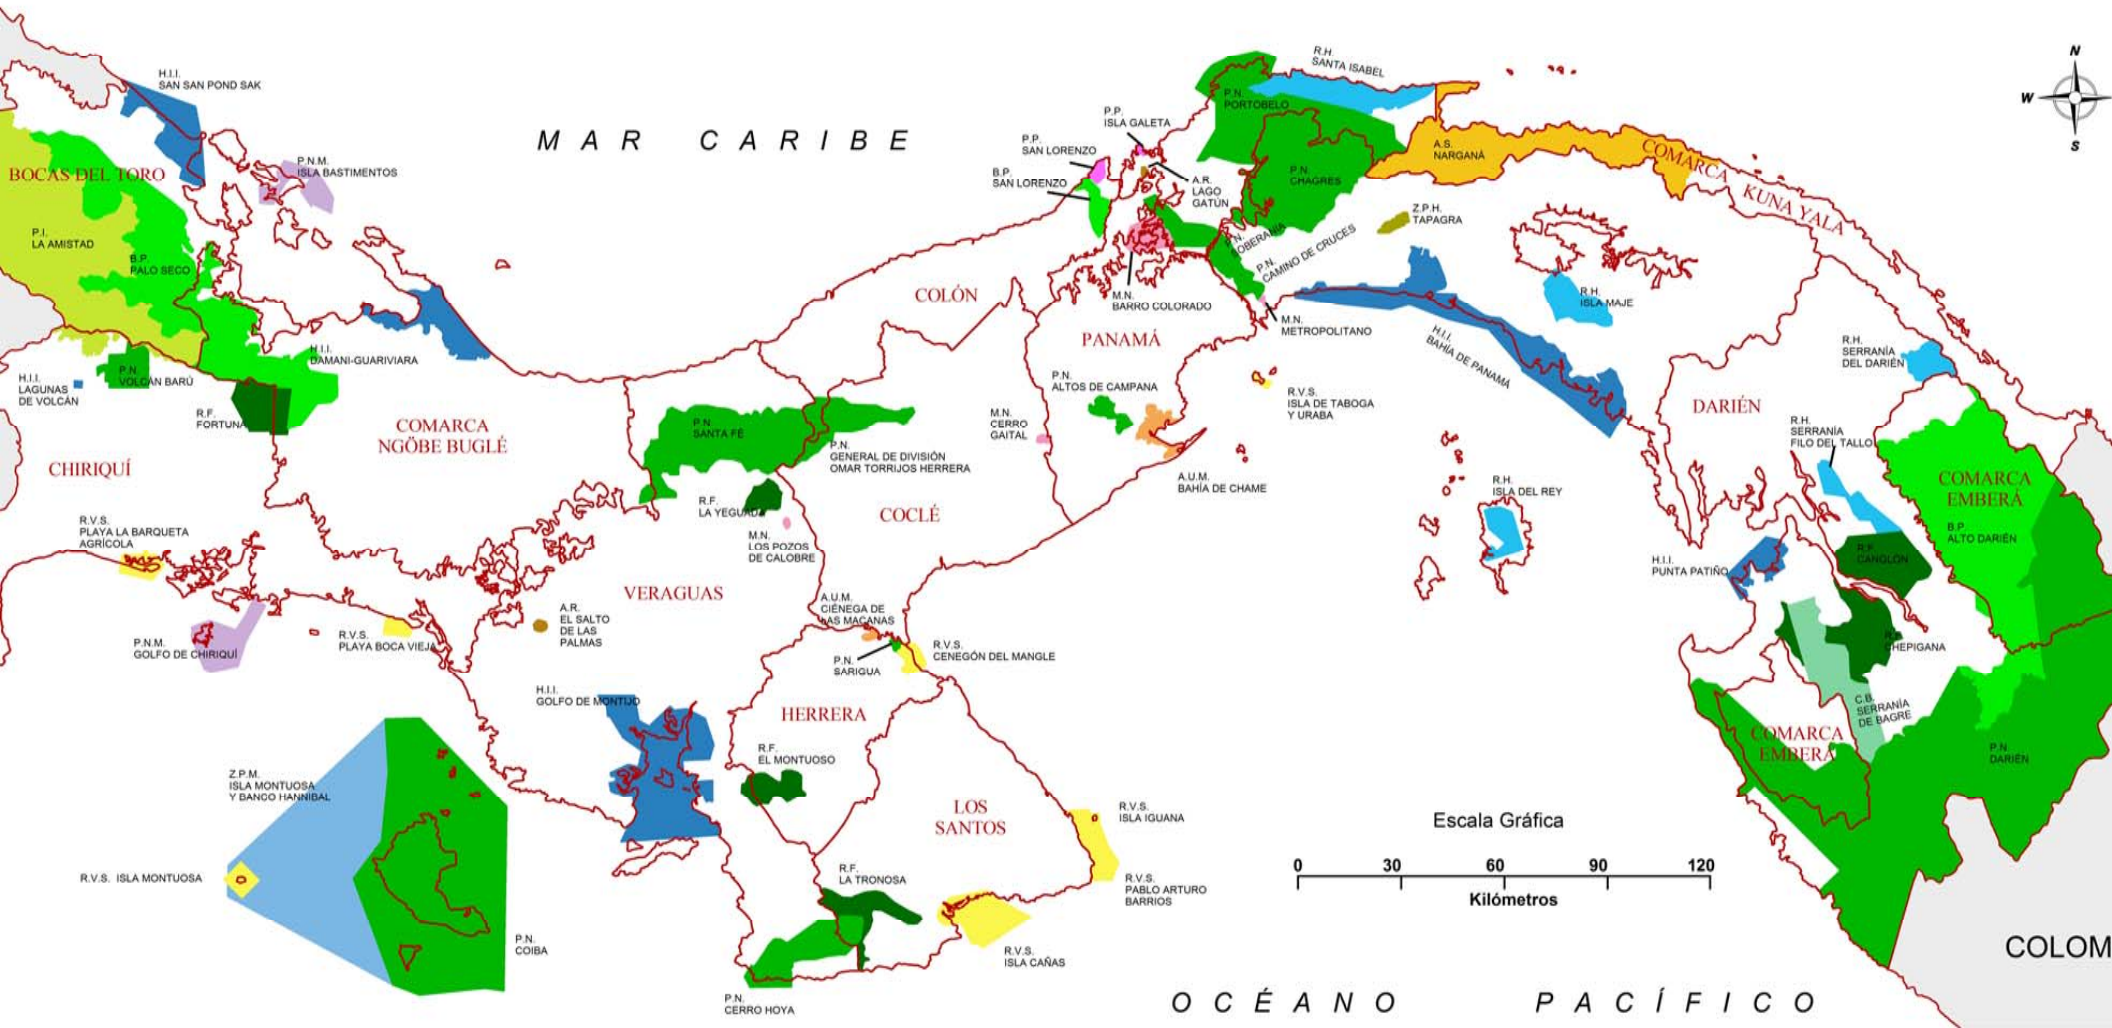 N
W
S
MAR CARIBE
H.I.I.
SAN SAN POND SAK
BOCAS DEL TORO
P.N.M.
ISLA BASTIMENTOS
P.I.
LA AMISTAD
B.P.
PALO SECO
H.I.I.
DAMANI-GUARIVIARA
P.N.
VOLCÁN BARÚ
H.I.I.
LAGUNAS
DE VOLCÁN
R.F.
FORTUNA
CHIRIQUÍ
COMARCA
NGÖBE BUGLÉ
R.V.S.
PLAYA LA BARQUETA
AGRÍCOLA
P.N.M.
GOLFO DE CHIRIQUÍ
R.V.S.
PLAYA BOCA VIEJA
Z.P.M.
ISLA MONTUOSA
Y BANCO HANNIBAL
R.V.S. ISLA MONTUOSA
P.N.
COIBA
P.N.
SANTA FÉ
P.N.
GENERAL DE DIVISIÓN
OMAR TORRIJOS HERRERA
R.F.
LA YEGUADA
M.N.
LOS POZOS
DE CALOBRE
VERAGUAS
A.R.
EL SALTO
DE LAS
PALMAS
H.I.I.
GOLFO DE MONTIJO
COCLÉ
A.U.M.
CIÉNEGA DE
LAS MACANAS
P.N.
SARIGUA
R.V.S.
CENEGÓN DEL MANGLE
HERRERA
R.F.
EL MONTUOSO
LOS
SANTOS
R.F.
LA TRONOSA
P.N.
CERRO HOYA
R.V.S.
ISLA CAÑAS
R.V.S.
ISLA IGUANA
R.V.S.
PABLO ARTURO
BARRIOS
COLÓN
P.P.
ISLA GALETA
P.P.
SAN LORENZO
B.P.
SAN LORENZO
A.R.
LAGO
GATÚN
P.N.
PORTOBELO
R.H.
SANTA ISABEL
P.N.
CHAGRES
P.N.
SOBERANÍA
P.N.
CAMINO DE CRUCES
M.N.
BARRO COLORADO
M.N.
METROPOLITANO
PANAMÁ
P.N.
ALTOS DE CAMPANA
M.N.
CERRO
GAITAL
A.U.M.
BAHÍA DE CHAME
R.V.S.
ISLA DE TABOGA
Y URABA
A.S.
NARGANÁ
COMARCA KUNA YALA
Z.P.H.
TAPAGRA
R.H.
ISLA MAJE
H.I.I.
BAHÍA DE PANAMÁ
R.H.
ISLA DEL REY
DARIÉN
R.H.
SERRANÍA
DEL DARIÉN
R.H.
SERRANÍA
FILO DEL TALLO
COMARCA
EMBERÁ
B.P.
ALTO DARIÉN
R.F.
CANGLÓN
H.I.I.
PUNTA PATIÑO
R.F.
CHEPIGANA
C.B.
SERRANÍA
DE BAGRE
COMARCA
EMBERÁ
P.N.
DARIÉN
Escala Gráfica
0 30 60 90 120
Kilómetros
COLOM
OCÉANO PACÍFICO